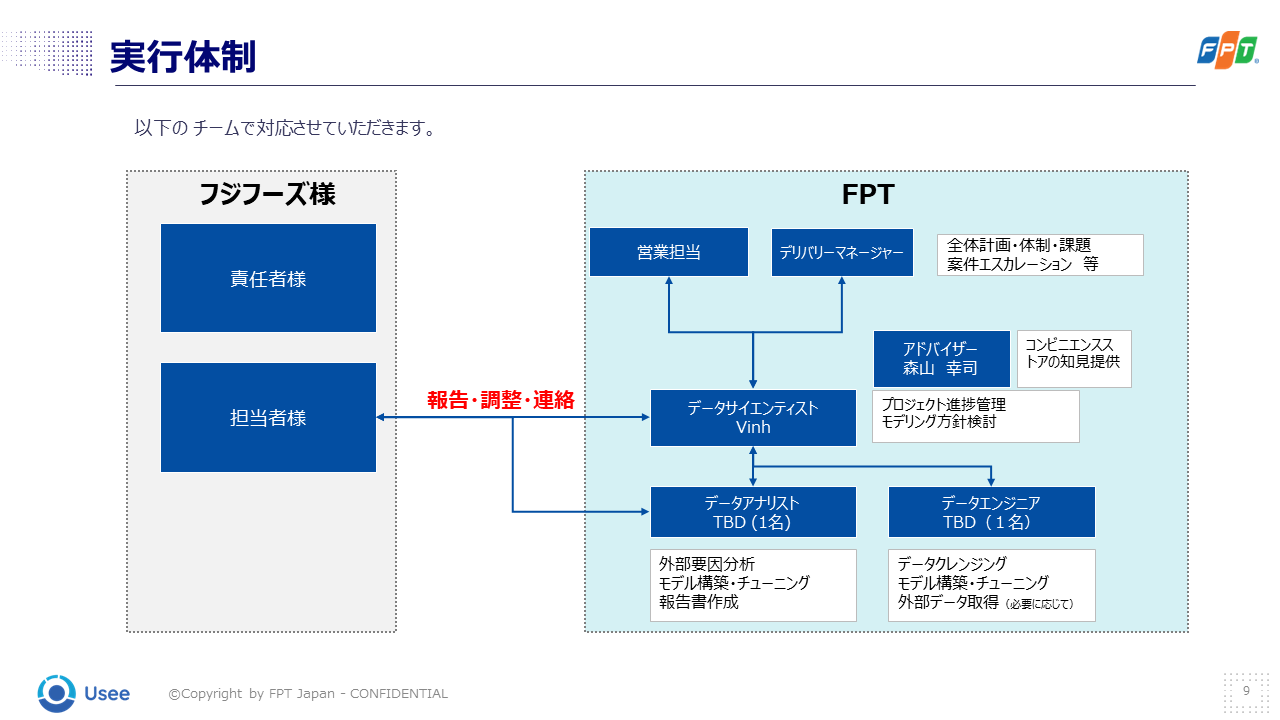 実行体制
FPT
以下の チームで対応させていただきます。
フジフーズ様
責任者様
担当者様
報告・調整・連絡
FPT
営業担当
デリバリーマネージャー
全体計画・体制・課題
案件エスカレーション 等
アドバイザー
森山 幸司
コンビニエンスス
トアの知見提供
データサイエンティスト
Vinh
プロジェクト進捗管理
モデリング方針検討
データアナリスト
TBD (1名)
データエンジニア
TBD（１名）
外部要因分析
モデル構築・チューニング
報告書作成
データクレンジング
モデル構築・チューニング
外部データ取得（必要に応じて）
Usee
©Copyright by FPT Japan - CONFIDENTIAL
9